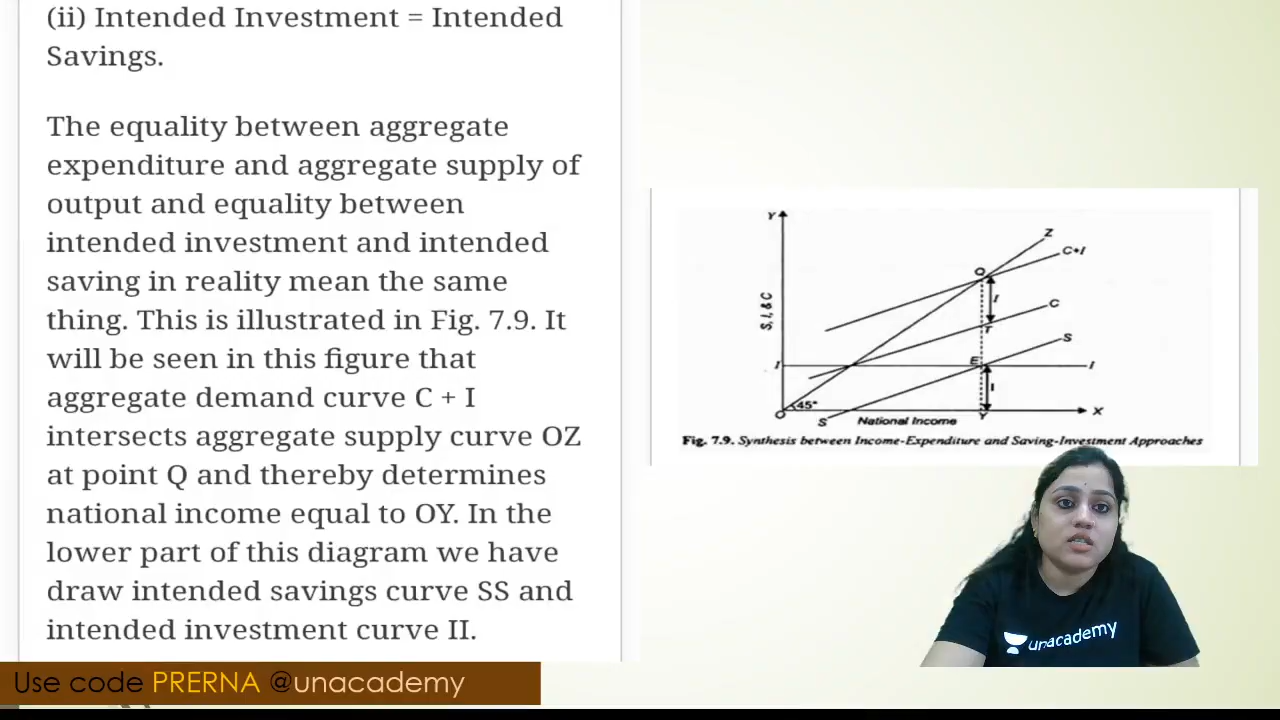 (ii) Intended Investment = Intended
Savings.
The equality between aggregate
expenditure and aggregate supply of
output and equality between
intended investment and intended
saving in reality mean the same
thing. This is illustrated in Fig. 7.9. It
will be seen in this figure that
aggregate demand curve C + I
intersects aggregate supply curve OZ
at point Q and thereby determines
national income equal to OY. In the
lower part of this diagram we have
draw intended savings curve SS and
intended investment curve II.
Y
Z
C+I
Q
I
C
S, I, & C
T
S
I
E
I
I
45°
O
Y
X
S
National Income
Fig. 7.9. Synthesis between Income-Expenditure and Saving-Investment Approaches
unacademy
Use code PRERNA @unacademy